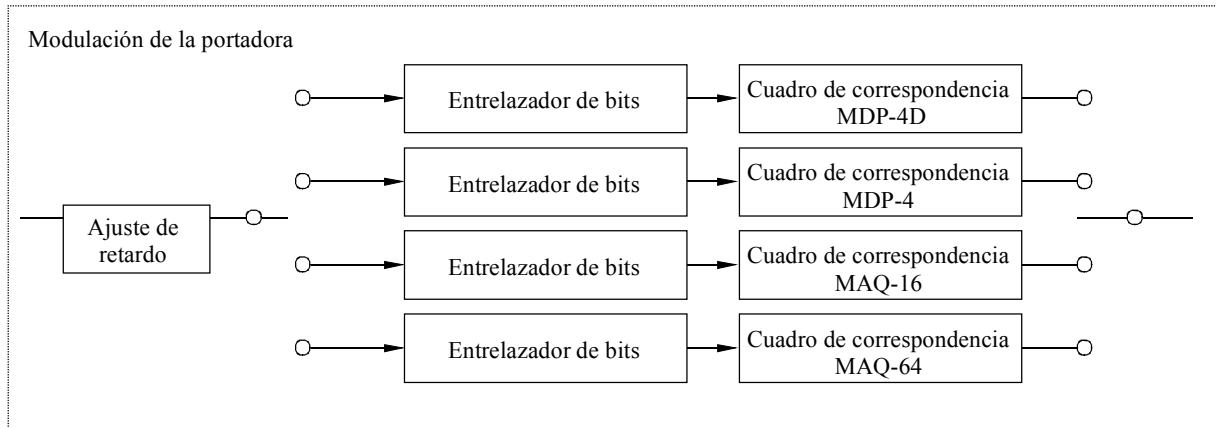 Modulación de la portadora
Entrelazador de bits
Cuadro de correspondencia
MDP-4D
Entrelazador de bits
Cuadro de correspondencia
MDP-4
Ajuste de
retardo
Entrelazador de bits
Cuadro de correspondencia
MAQ-16
Entrelazador de bits
Cuadro de correspondencia
MAQ-64